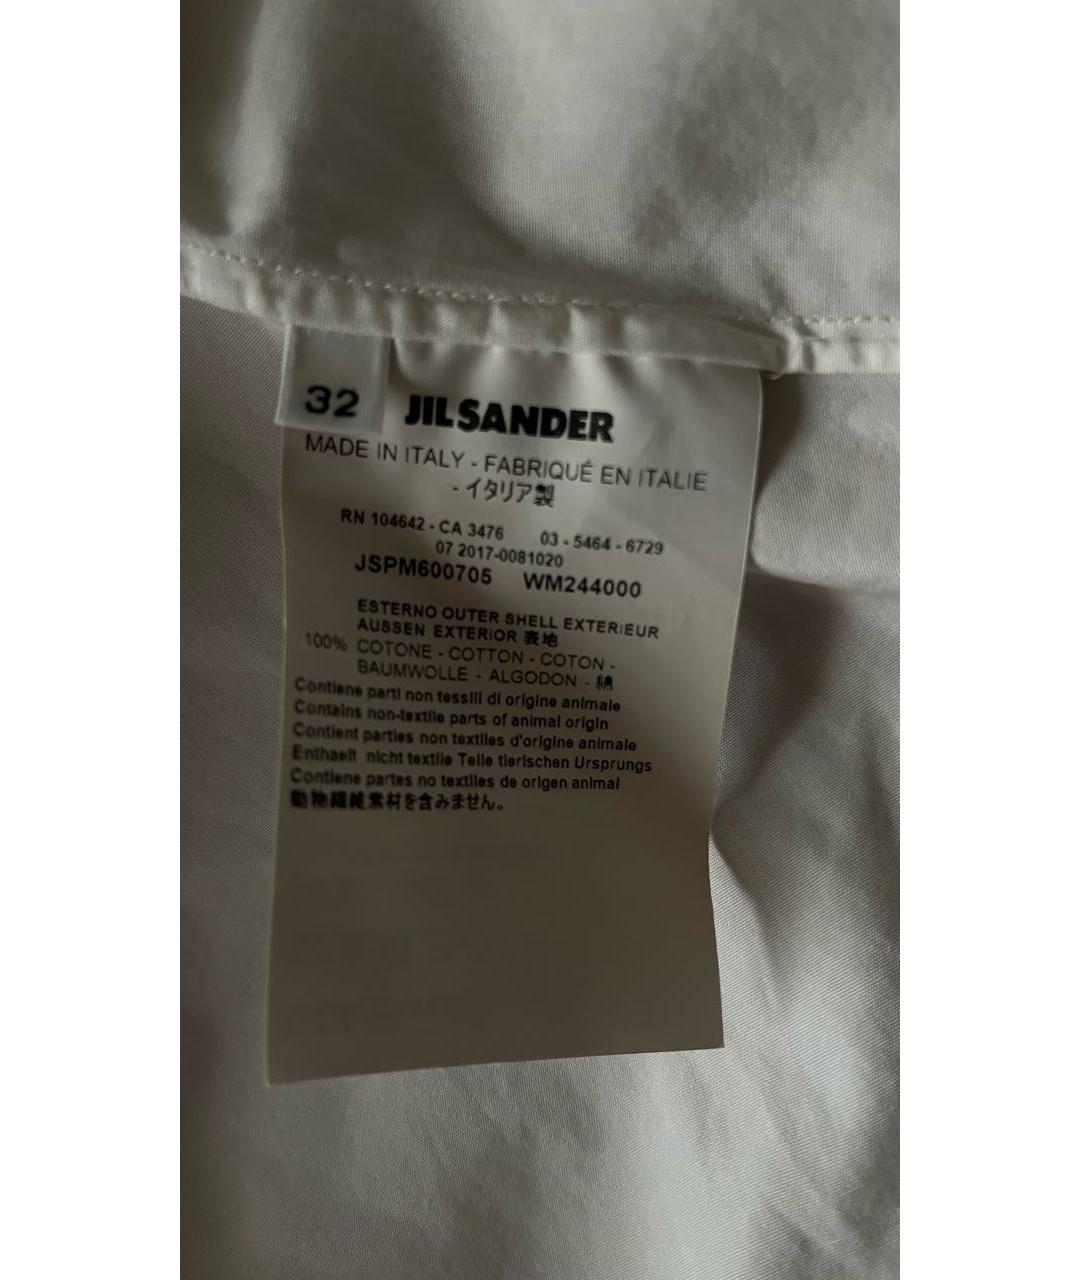 32
JIL SANDER
MADE IN ITALY - FABRIQUÉ EN ITALIE
- イタリア製
RN 104642 - CA 3476 03 - 5464 - 6729
07 2017-0081020
JSPM600705 WM244000
ESTERNO OUTER SHELL EXTERIEUR
AUSSEN EXTERIOR 表地
100% COTONE - COTTON - COTON -
BAUMWOLLE - ALGODON - 綿
Contiene parti non tessili di origine animale
Contains non-textile parts of animal origin
Contient parties non textiles d'origine animale
Enthaelt nicht textile Teile tierischen Ursprungs
Contiene partes no textiles de origen animal
動物繊維素材を含みません。